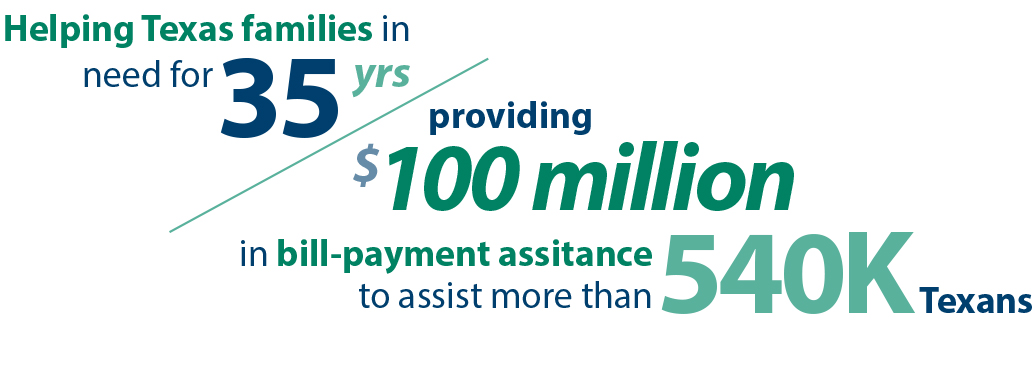 Helping Texas families in
need for 35 yrs
providing
$100 million
in bill-payment assitance
to assist more than 540K Texans